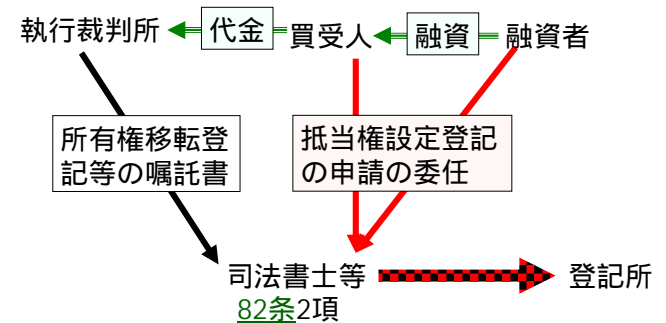 執行裁判所 代金 買受人 融資 融資者
所有権移転登
記等の嘱託書
抵当権設定登記
の申請の委任
司法書士等 登記所
82条2項